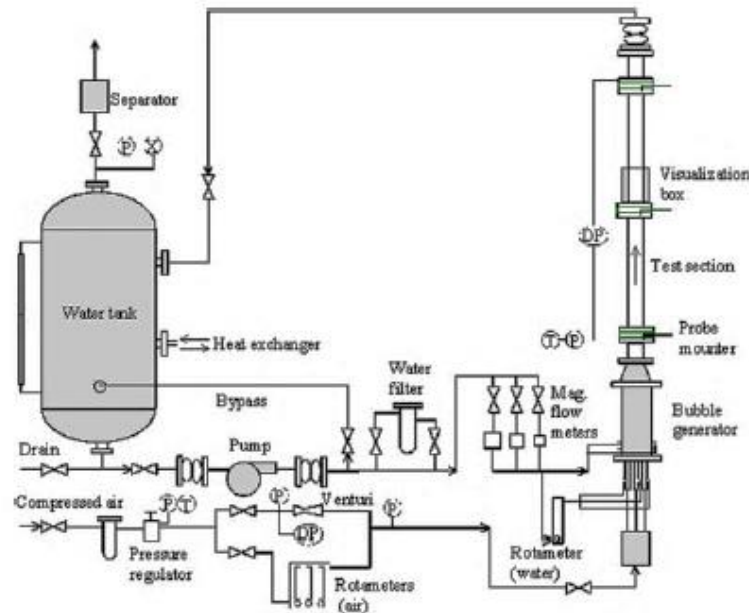 Separator
P
X
Visualization
box
DP
Test section
Water tank
T
P
Probe
mounter
Heat exchanger
Water
filter
Mag.
flow
meters
Bypass
Bubble
generator
Drain
Pump
Compressed air
P
T
P
Venturi
P
DP
Pressure
regulator
Rotameters
(air)
Rotameter
(water)